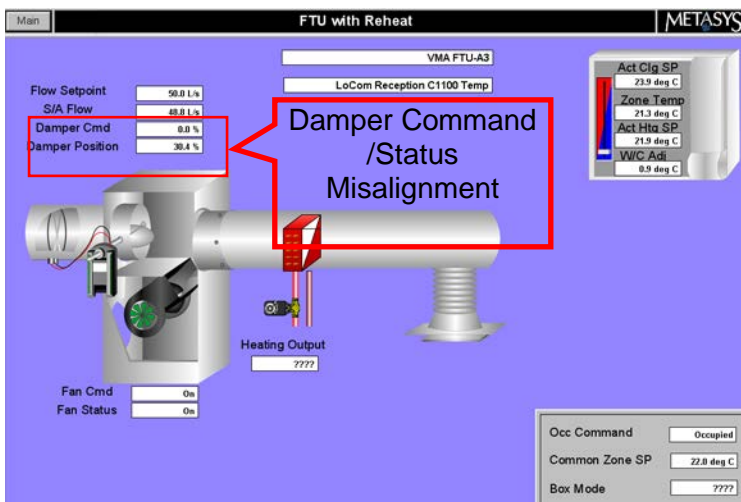 Main
FTU with Reheat
METASYS
VMA FTU-A3
LoCom Reception C1100 Temp
Flow Setpoint 50.0 L/s
S/A Flow 48.0 L/s
Damper Cmd 0.0 %
Damper Position 30.4 %
Damper Command
/Status
Misalignment
Act Clg SP
23.9 deg C
Zone Temp
21.3 deg C
Act Htg SP
21.9 deg C
W/C Adj
0.9 deg C
Heating Output
????
Fan Cmd On
Fan Status On
Occ Command Occupied
Common Zone SP 22.0 deg C
Box Mode ????